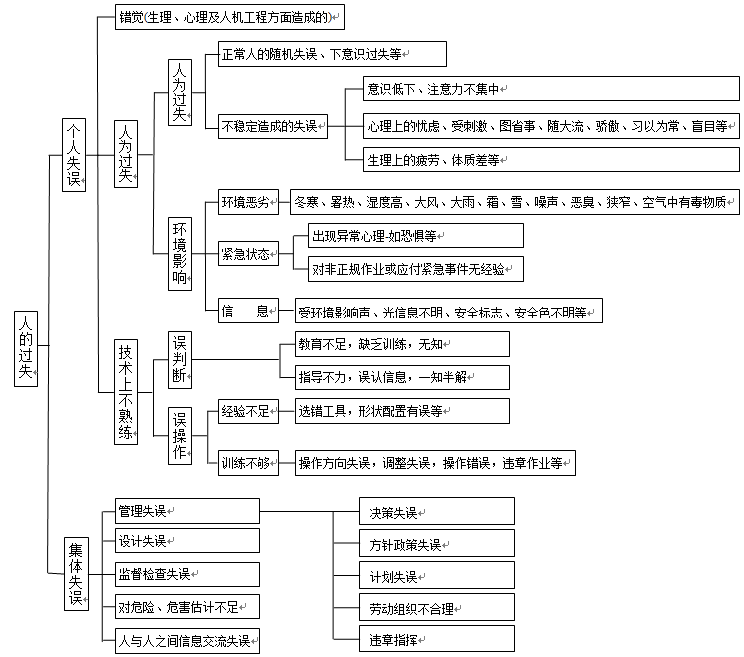 错觉(生理、心理及人机工程方面造成的)
正常人的随机失误、下意识过失等
人为过失
意识低下、注意力不集中
不稳定造成的失误
心理上的忧虑、受刺激、图省事、随大流、骄傲、习以为常、盲目等
个人失误
人为过失
生理上的疲劳、体质差等
环境恶劣
冬寒、署热、湿度高、大风、大雨、霜、雪、噪声、恶臭、狭窄、空气中有毒物质
环境影响
出现异常心理-如恐惧等
紧急状态
对非正规作业或应付紧急事件无经验
信 息
受环境影响声、光信息不明、安全标志、安全色不明等
人的过失
误判断
教育不足，缺乏训练，无知
技术上不熟练
指导不力，误认信息，一知半解
误操作
经验不足
选错工具，形状配置有误等
训练不够
操作方向失误，调整失误，操作错误，违章作业等
集体失误
管理失误
决策失误
设计失误
方针政策失误
监督检查失误
计划失误
对危险、危害估计不足
劳动组织不合理
人与人之间信息交流失误
违章指挥